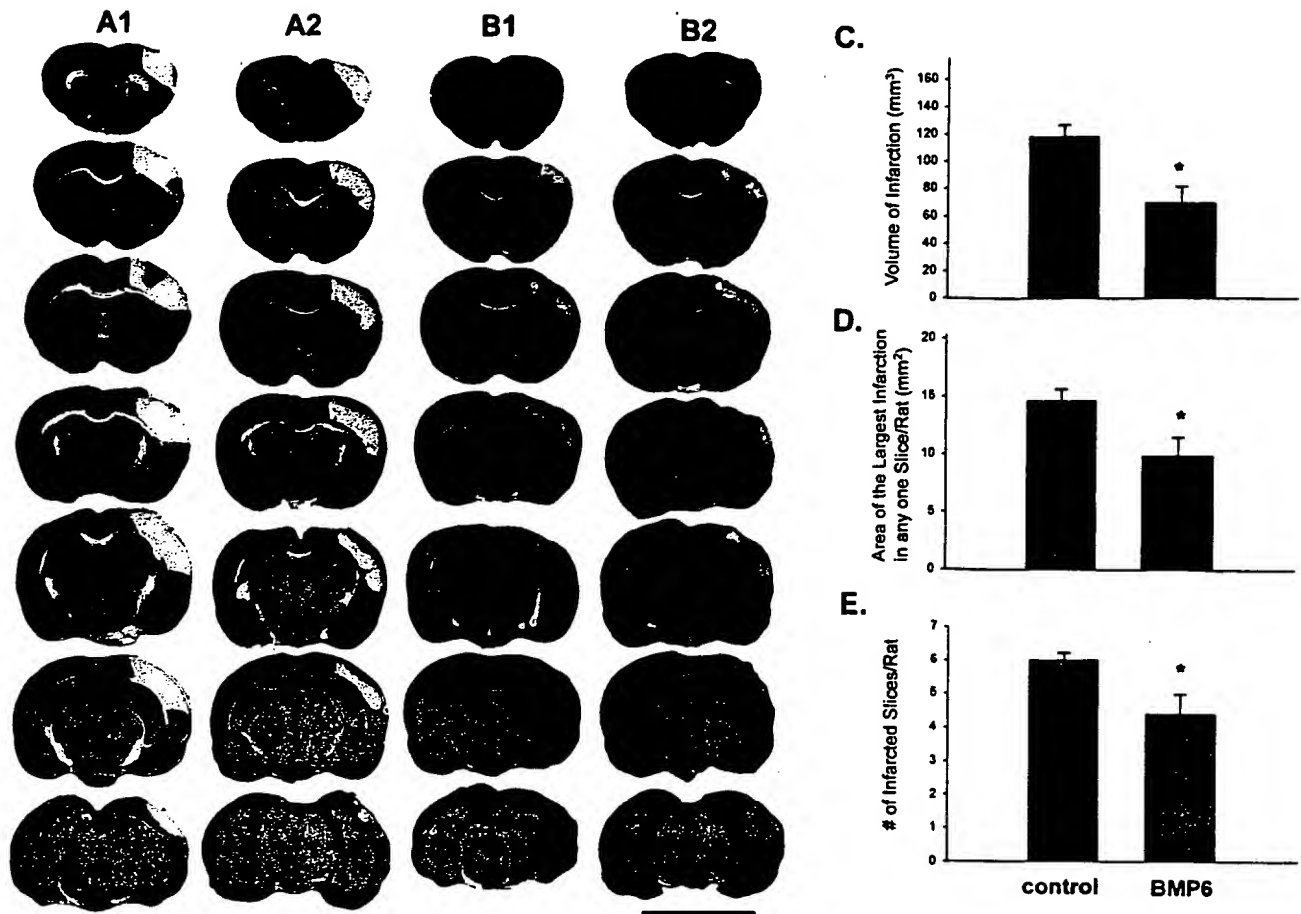 A1 A2 B1 B2
C.
Volume of Infarction (mm³)
160
140
120
100
80
60
40
20
0
*
D.
Area of the Largest Infarction
in any one Slice/Rat (mm²)
20
15
10
5
0
*
E.
# of Infarcted Slices/Rat
7
6
5
4
3
2
1
0
*
control BMP6